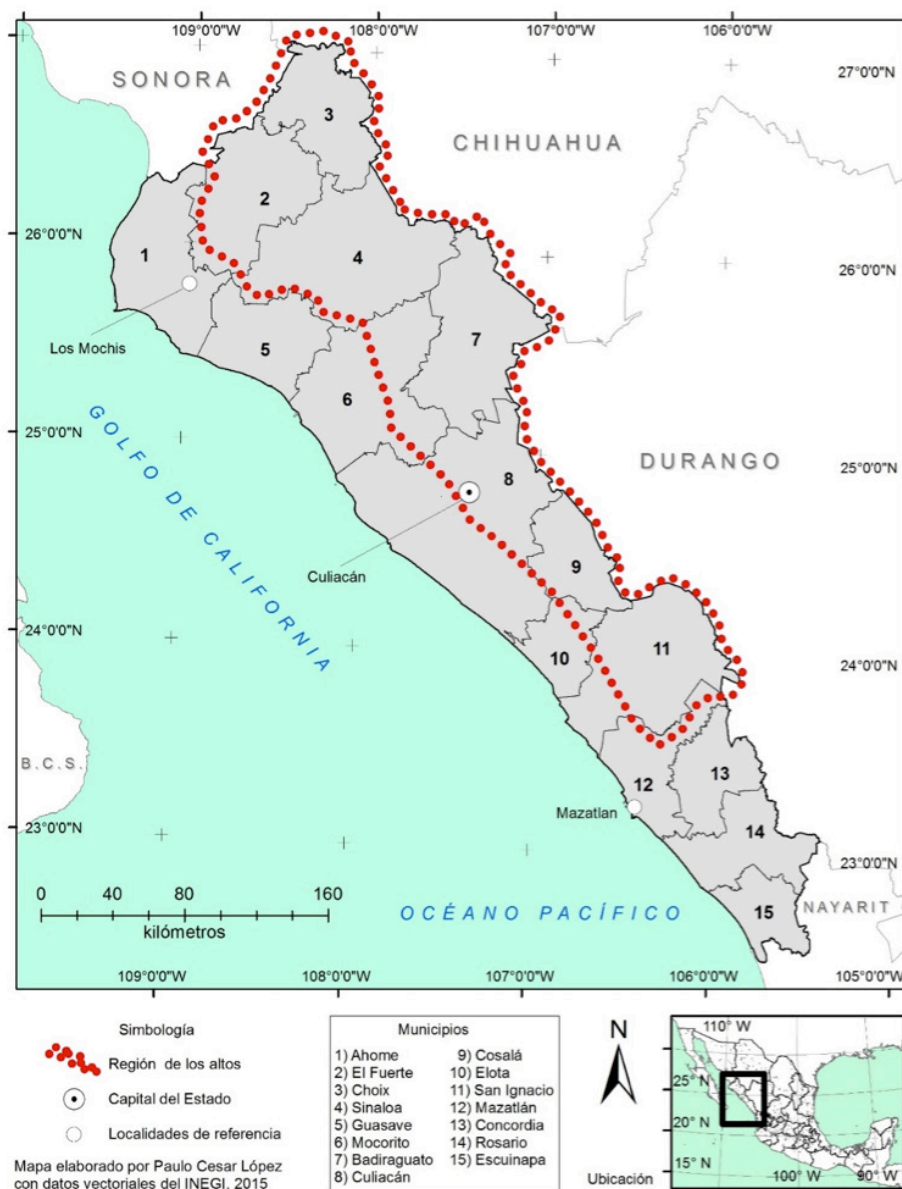 109°0'0"W
108°0'0"W
107°0'0"W
106°0'0"W
SONORA
27°0'0"N
3
CHIHUAHUA
2
26°0'0"N
1
4
26°0'0"N
7
Los Mochis
5
6
25°0'0"N
GOLFO DE CALIFORNIA
DURANGO
25°0'0"N
8
Culiacán
9
24°0'0"N
11
10
24°0'0"N
B.C.S.
13
12
Mazatlan
23°0'0"N
14
23°0'0"N
0 40 80 160
kilómetros
OCÉANO PACÍFICO
15
NAYARIT
109°0'0"W
108°0'0"W
107°0'0"W
106°0'0"W
105°0'0"W
Simbología
Región de los altos
Capital del Estado
Localidades de referencia
Mapa elaborado por Paulo Cesar López
con datos vectoriales del INEGI, 2015
Municipios
1) Ahome
2) El Fuerte
3) Choix
4) Sinaloa
5) Guasave
6) Mocorito
7) Badiraguato
8) Culiacán
9) Cosalá
10) Elota
11) San Ignacio
12) Mazatlán
13) Concordia
14) Rosario
15) Escuinapa
N
Ubicación
110° W
25° N
20° N
15° N
100° W
90° W